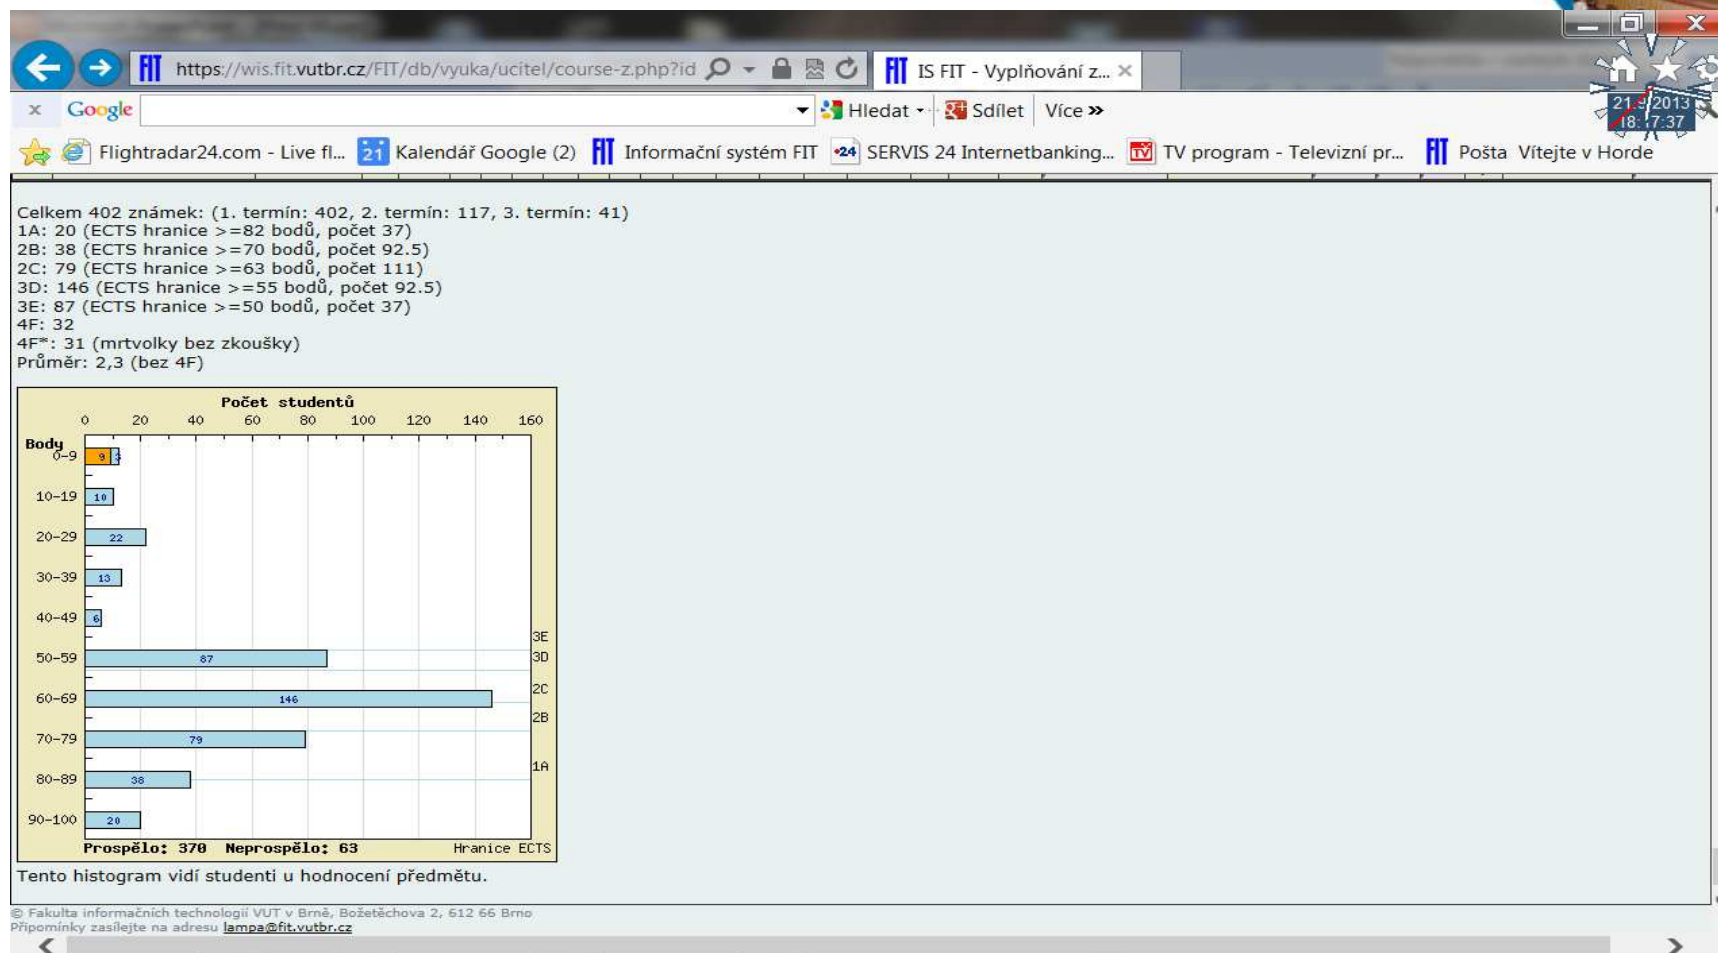 https://wis.fit.vutbr.cz/FIT/db/vyuka/ucitel/course-z.php?id
IS FIT - Vyplňování z...
x Google Hledat Sdílet Více »
21.9.2013
18:17:37
Flightradar24.com - Live fl... 21 Kalendář Google (2) FIT Informační systém FIT 24 SERVIS 24 Internetbanking... TV TV program - Televizní pr... FIT Pošta Vítejte v Horde
Celkem 402 známek: (1. termín: 402, 2. termín: 117, 3. termín: 41)
1A: 20 (ECTS hranice >=82 bodů, počet 37)
2B: 38 (ECTS hranice >=70 bodů, počet 92.5)
2C: 79 (ECTS hranice >=63 bodů, počet 111)
3D: 146 (ECTS hranice >=55 bodů, počet 92.5)
3E: 87 (ECTS hranice >=50 bodů, počet 37)
4F: 32
4F*: 31 (mrtvolky bez zkoušky)
Průměr: 2,3 (bez 4F)
Počet studentů
0 20 40 60 80 100 120 140 160
Body
0-9 9 3
10-19 10
20-29 22
30-39 13
40-49 6
3E
50-59 87 3D
2C
60-69 146
2B
70-79 79
1A
80-89 38
90-100 20
Prospělo: 370 Neprospělo: 63 Hranice ECTS
Tento histogram vidí studenti u hodnocení předmětu.
© Fakulta informačních technologií VUT v Brně, Božetěchova 2, 612 66 Brno
Připomínky zasílejte na adresu lampa@fit.vutbr.cz